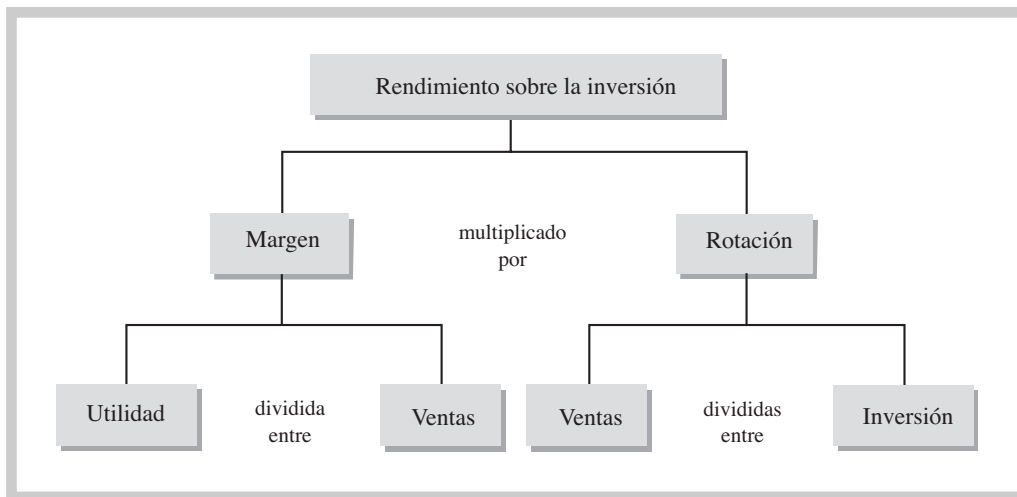 Rendimiento sobre la inversión
Margen
multiplicado
por
Rotación
Utilidad
dividida
entre
Ventas
Ventas
divididas
entre
Inversión